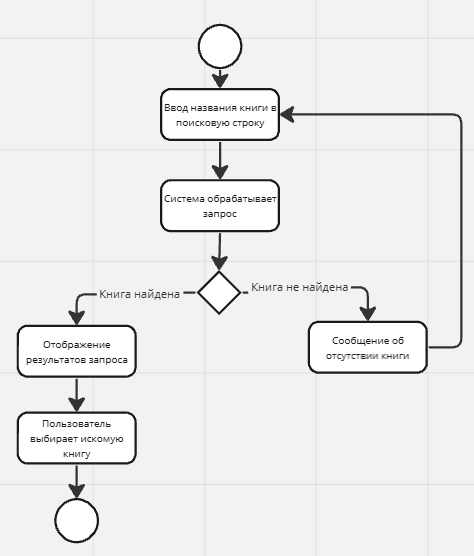 Ввод названия книги в
поисковую строку
Система обрабатывает
запрос
Книга найдена
Книга не найдена
Отображение
результатов запроса
Сообщение об
отсутствии книги
Пользователь
выбирает искомую
книгу